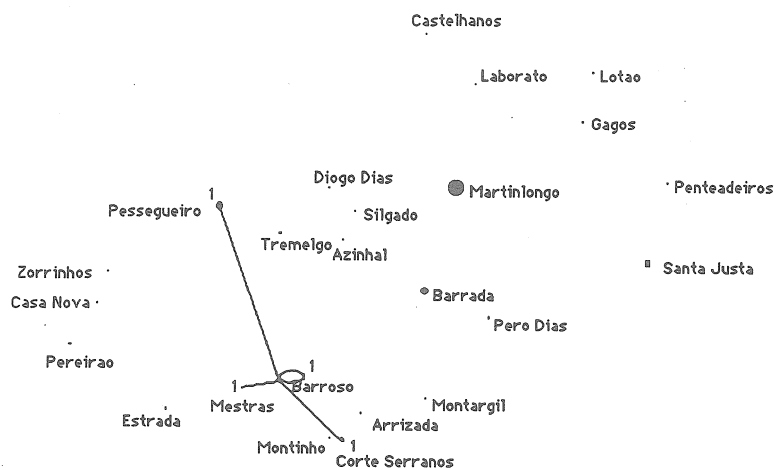 Castelhanos
Laborato
Lotao
Gagos
Diogo Dias
Martinlongo
Penteadeiros
1
Pessegueiro
Silgado
Tremelgo
Azinhal
Zorrinhos
Santa Justa
Casa Nova
Barrada
Pero Dias
Pereirao
1
1
Barroso
Mestras
Montargil
Estrada
Arrizada
Montinho
1
Corte Serranos